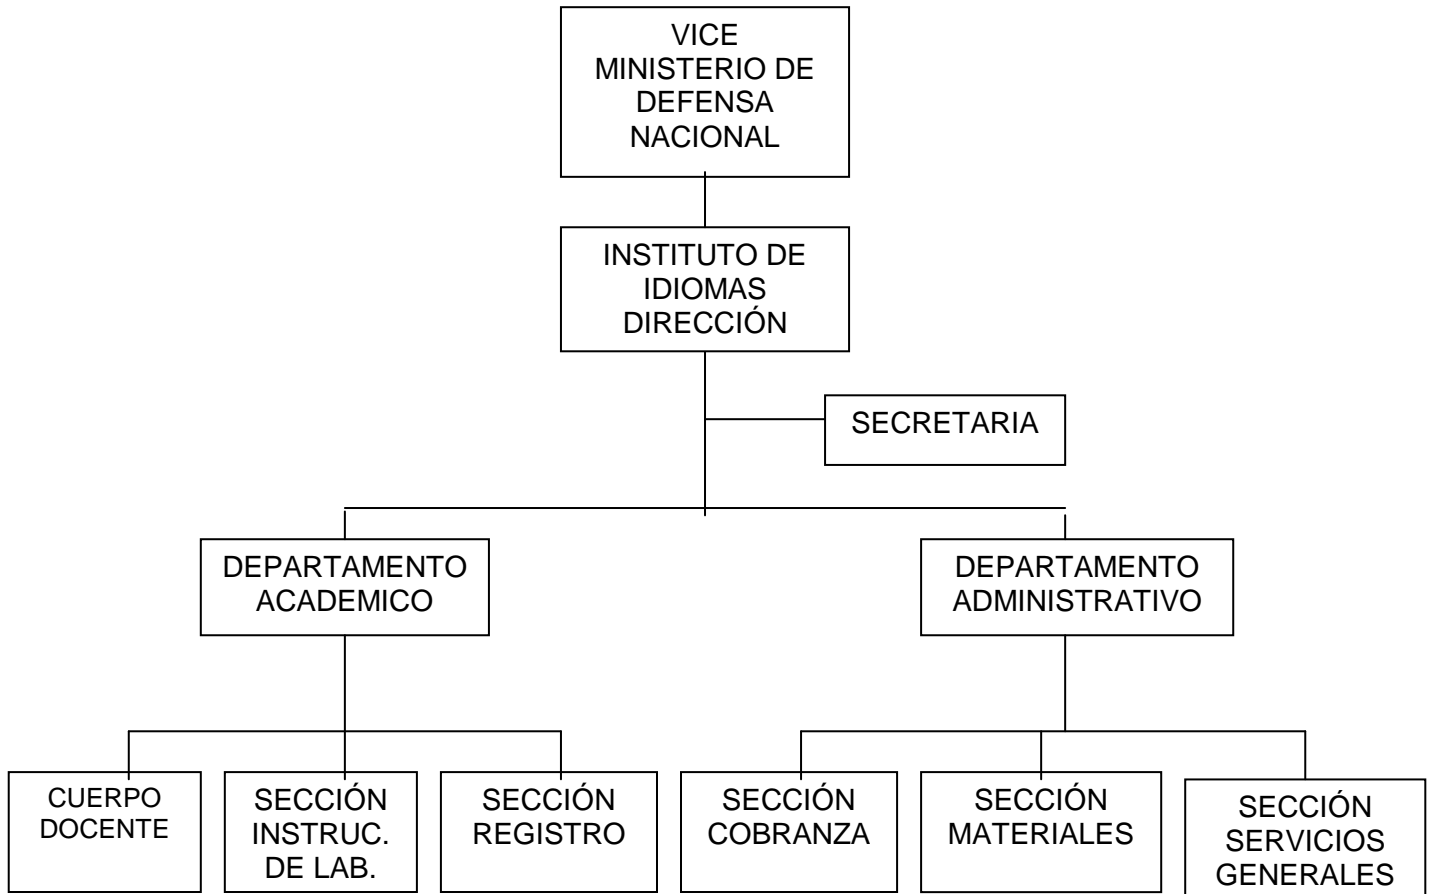 VICE
MINISTERIO DE
DEFENSA
NACIONAL
INSTITUTO DE
IDIOMAS
DIRECCIÓN
SECRETARIA
DEPARTAMENTO
ACADEMICO
DEPARTAMENTO
ADMINISTRATIVO
CUERPO
DOCENTE
SECCIÓN
INSTRUC.
DE LAB.
SECCIÓN
REGISTRO
SECCIÓN
COBRANZA
SECCIÓN
MATERIALES
SECCIÓN
SERVICIOS
GENERALES